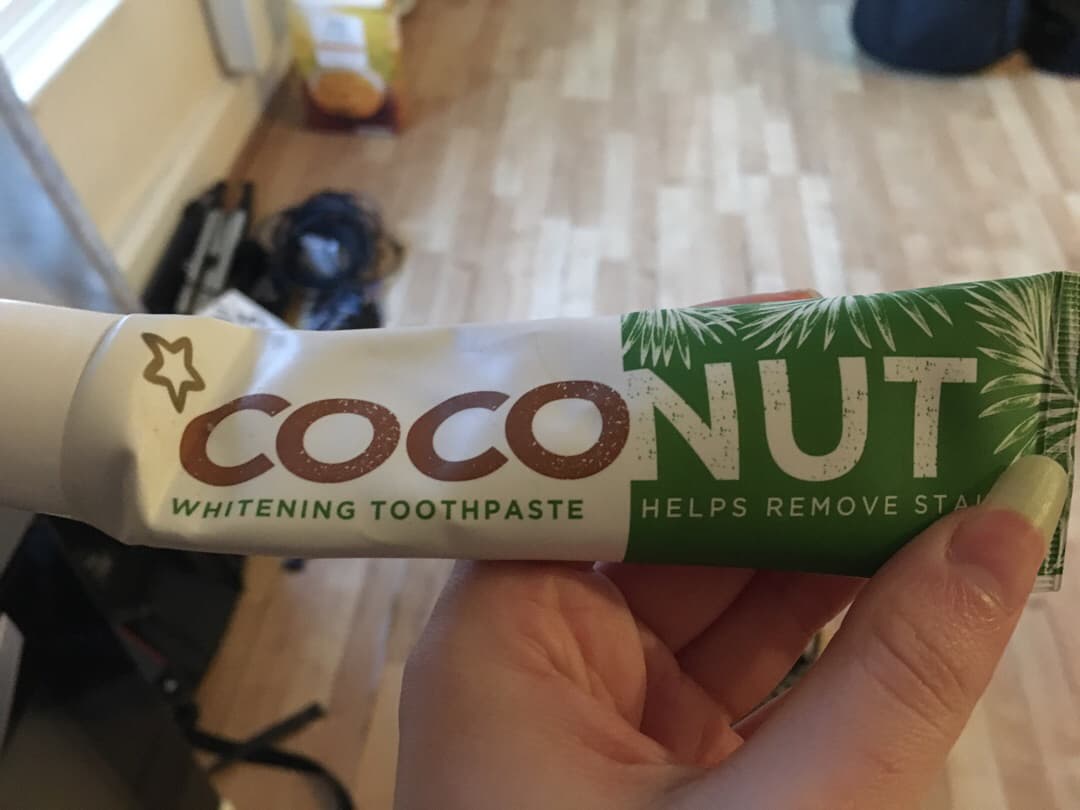 COCONUT
WHITENING TOOTHPASTE
HELPS REMOVE